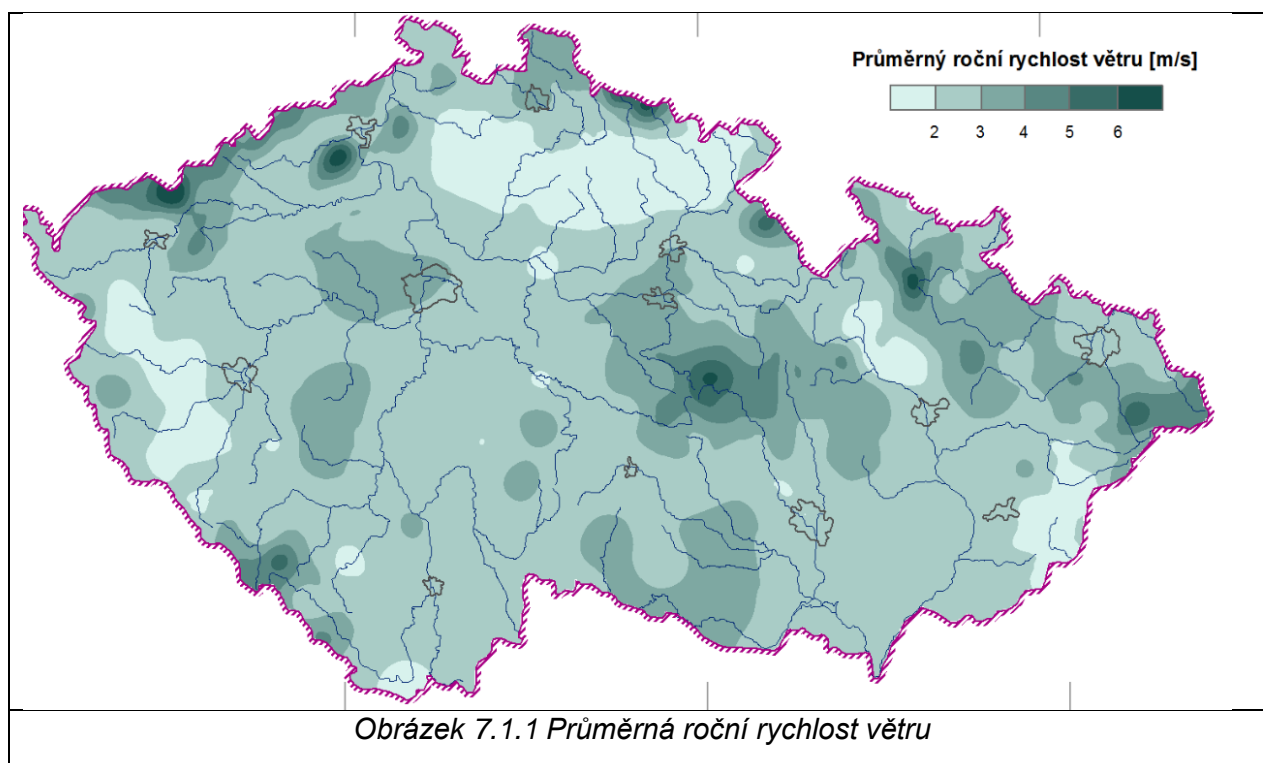 Průměrný roční rychlost větru [m/s]
2 3 4 5 6
Obrázek 7.1.1 Průměrná roční rychlost větru